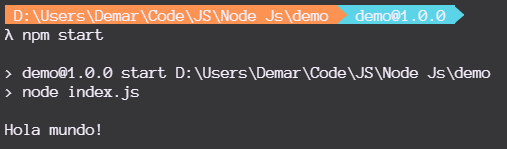 D:\Users\Demar\Code\JS\Node Js\demo demo@1.0.0
λ npm start
> demo@1.0.0 start D:\Users\Demar\Code\JS\Node Js\demo
> node index.js
Hola mundo!